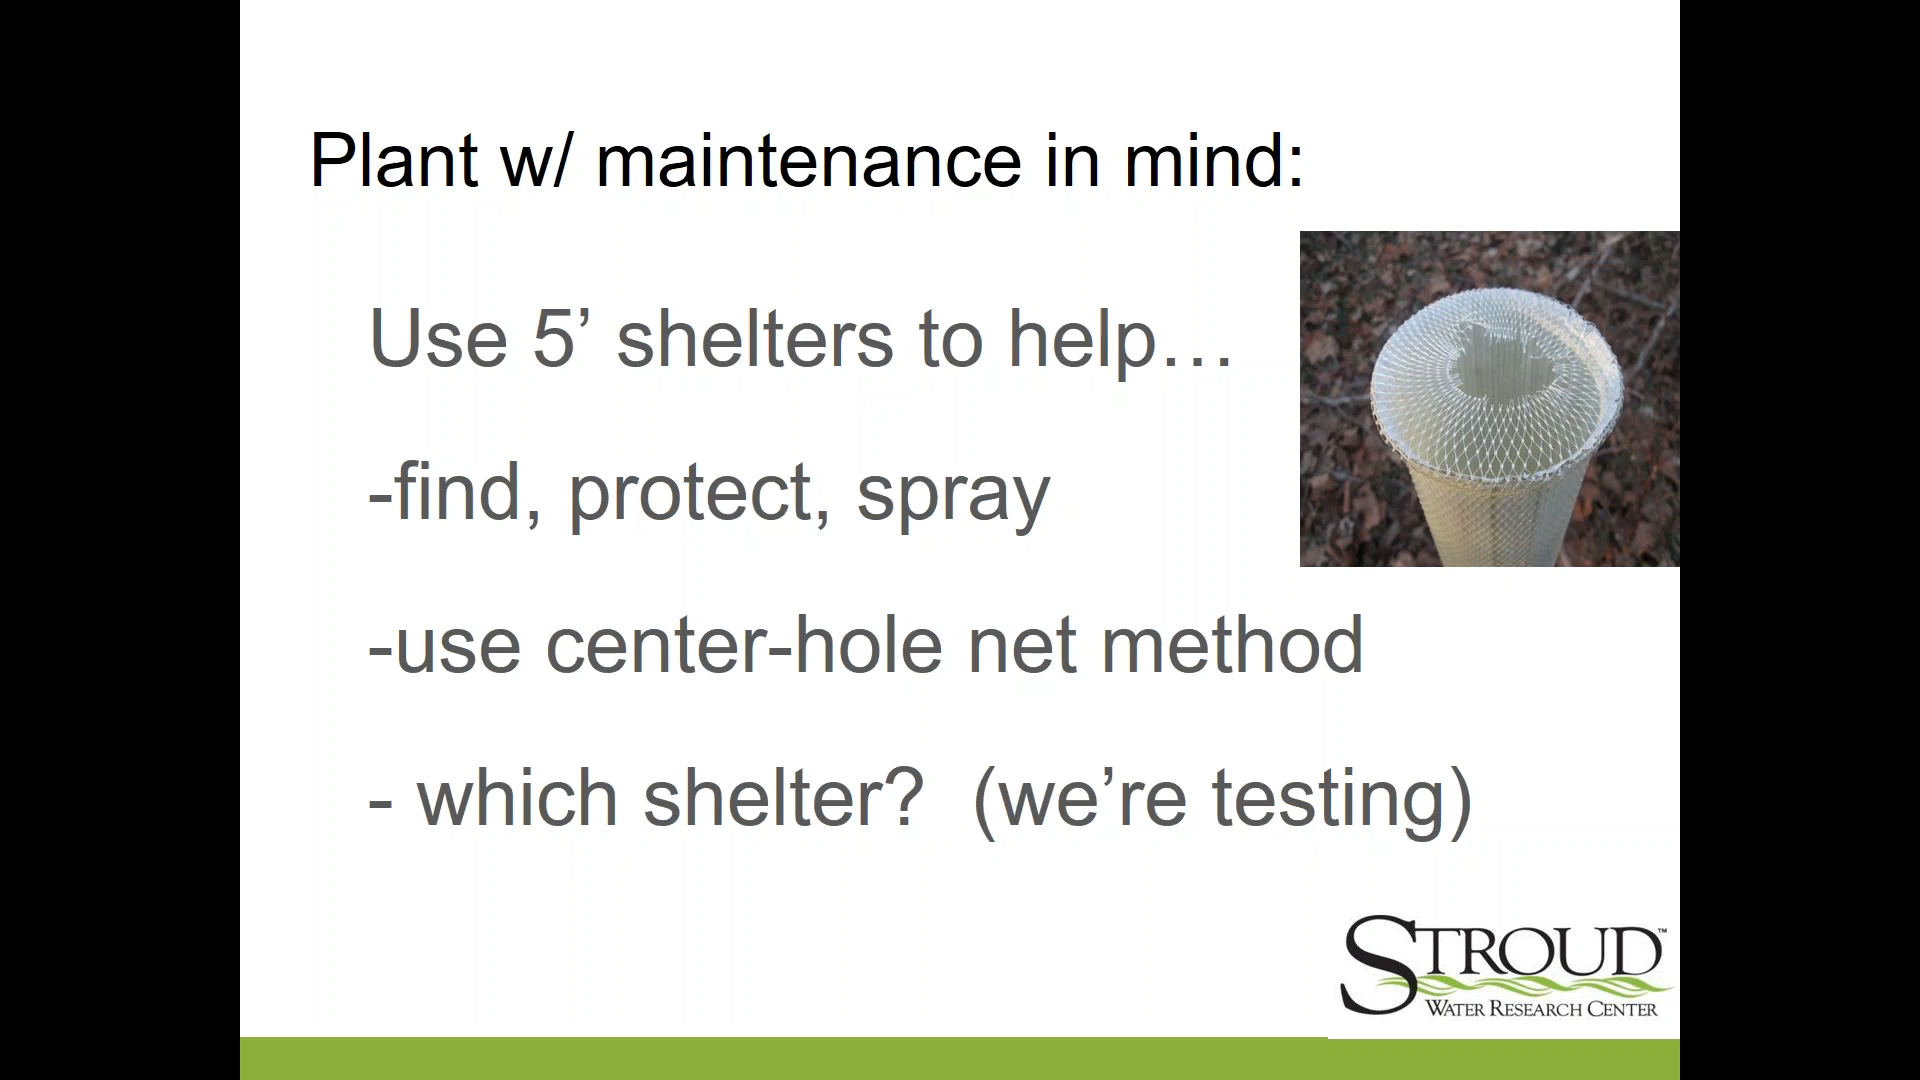 Plant w/ maintenance in mind:
Use 5’ shelters to help…
-find, protect, spray
-use center-hole net method
- which shelter?  (we’re testing)
STROUD™
WATER RESEARCH CENTER